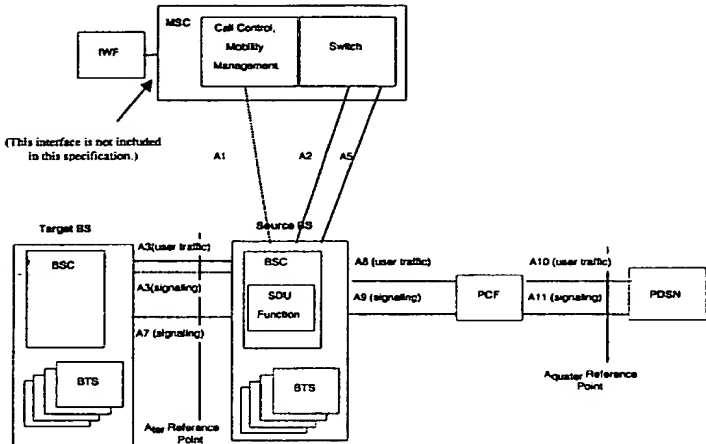 MSC
Call Control,
Mobility
Management
Switch
IWF
(This interface is not included
in this specification.)
A1
A2
A5
Target BS
Source BS
BSC
A3(user traffic)
A3(signaling)
A7 (signaling)
BSC
SDU
Function
A8 (user traffic)
A9 (signaling)
PCF
A10 (user traffic)
A11 (signaling)
PDSN
BTS
BTS
Ater Reference
Point
Aquater Reference
Point